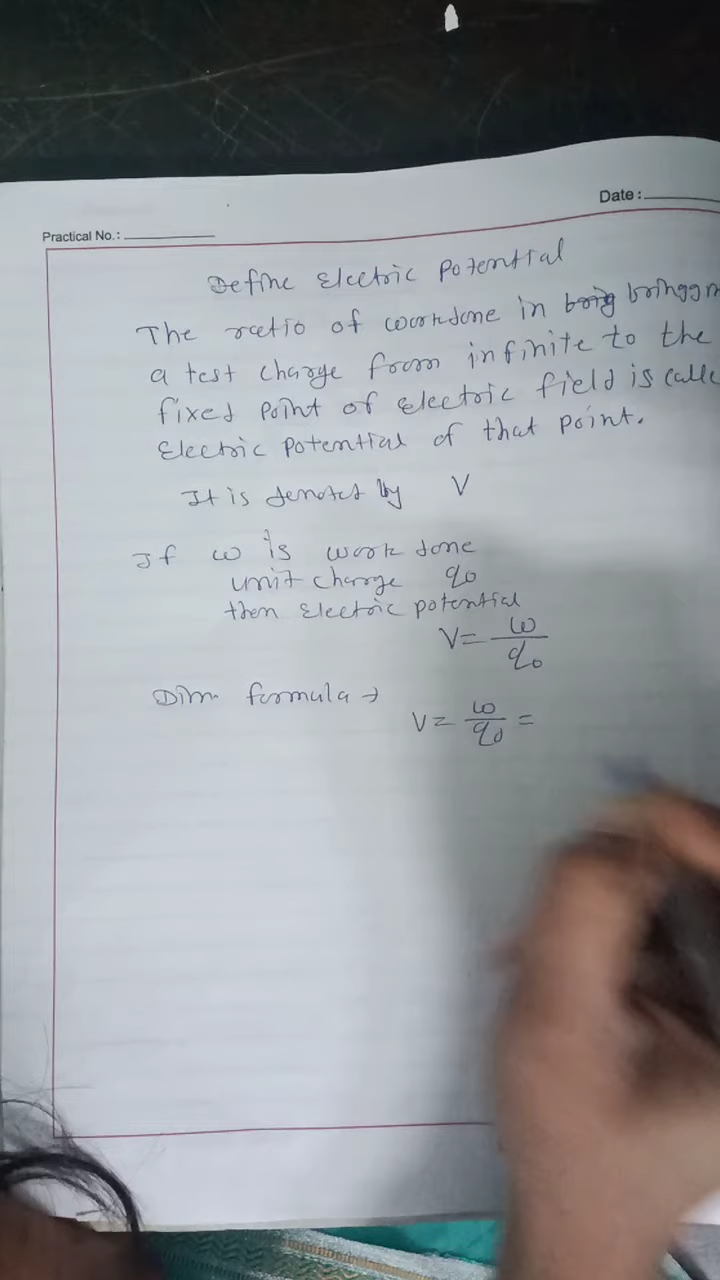 Date :
Practical No. :
Define Electric Potential
The ratio of workdone in bringgn
a test charge from infinite to the
fixed point of electric field is calle
Electric Potential of that point.
It is denoted by V
If w is work done
unit charge q0
then Electric potential
V = w/q0
Dim. formula →
V = w/q0 =